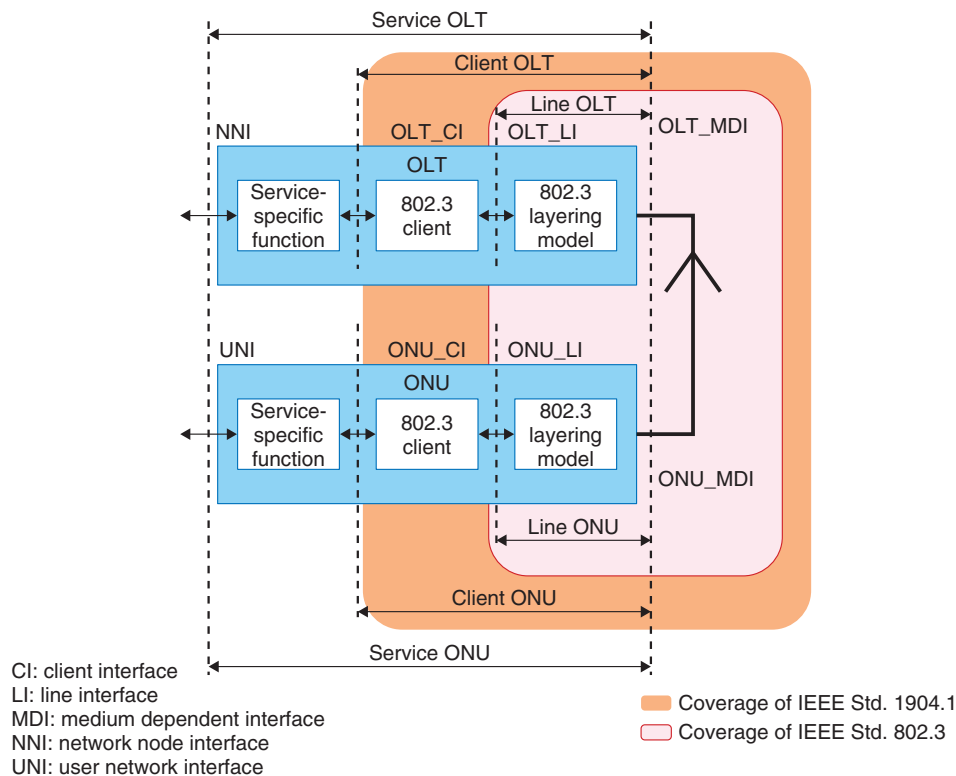 Service OLT
Client OLT
Line OLT
NNI
OLT_CI
OLT_LI
OLT_MDI
OLT
Service-
specific
function
802.3
client
802.3
layering
model
UNI
ONU_CI
ONU_LI
ONU
Service-
specific
function
802.3
client
802.3
layering
model
ONU_MDI
Line ONU
Client ONU
Service ONU
CI: client interface
LI: line interface
MDI: medium dependent interface
NNI: network node interface
UNI: user network interface
Coverage of IEEE Std. 1904.1
Coverage of IEEE Std. 802.3